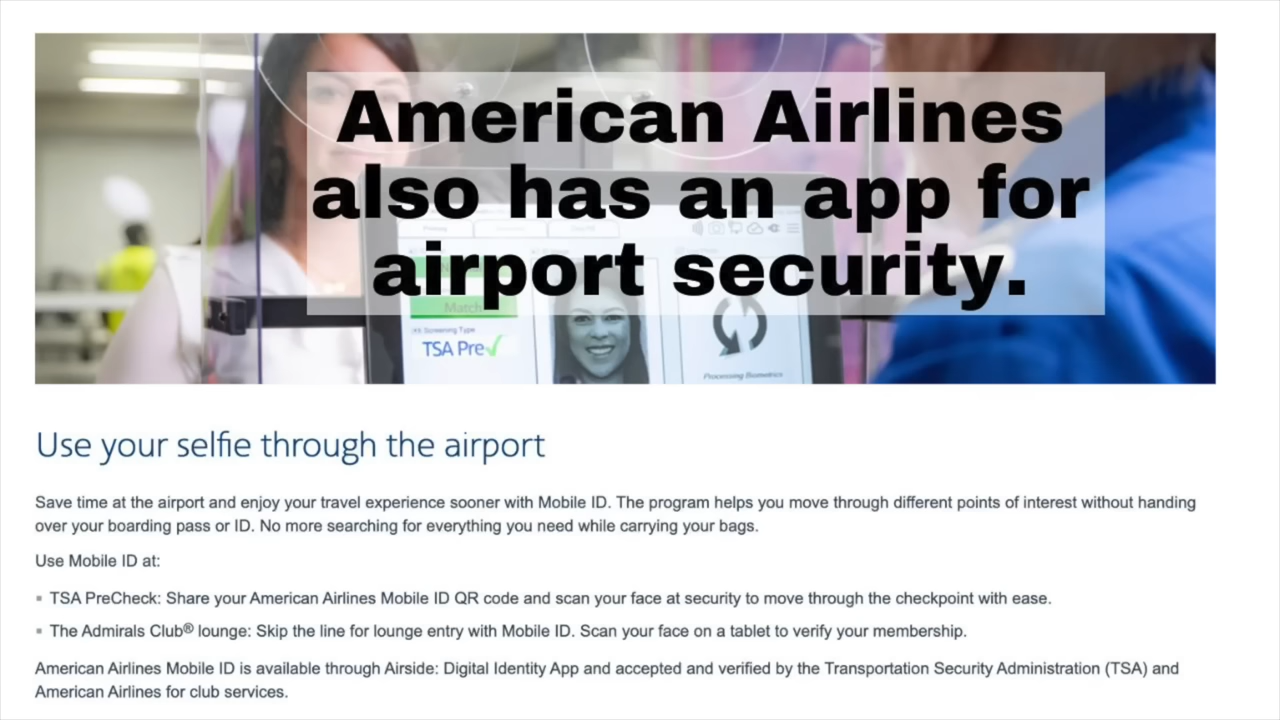 American Airlines
also has an app for
airport security.
Match
Screening Type
TSA Pre✓
Processing Biometrics
Use your selfie through the airport
Save time at the airport and enjoy your travel experience sooner with Mobile ID. The program helps you move through different points of interest without handing
over your boarding pass or ID. No more searching for everything you need while carrying your bags.
Use Mobile ID at:
▪ TSA PreCheck: Share your American Airlines Mobile ID QR code and scan your face at security to move through the checkpoint with ease.
▪ The Admirals Club® lounge: Skip the line for lounge entry with Mobile ID. Scan your face on a tablet to verify your membership.
American Airlines Mobile ID is available through Airside: Digital Identity App and accepted and verified by the Transportation Security Administration (TSA) and
American Airlines for club services.